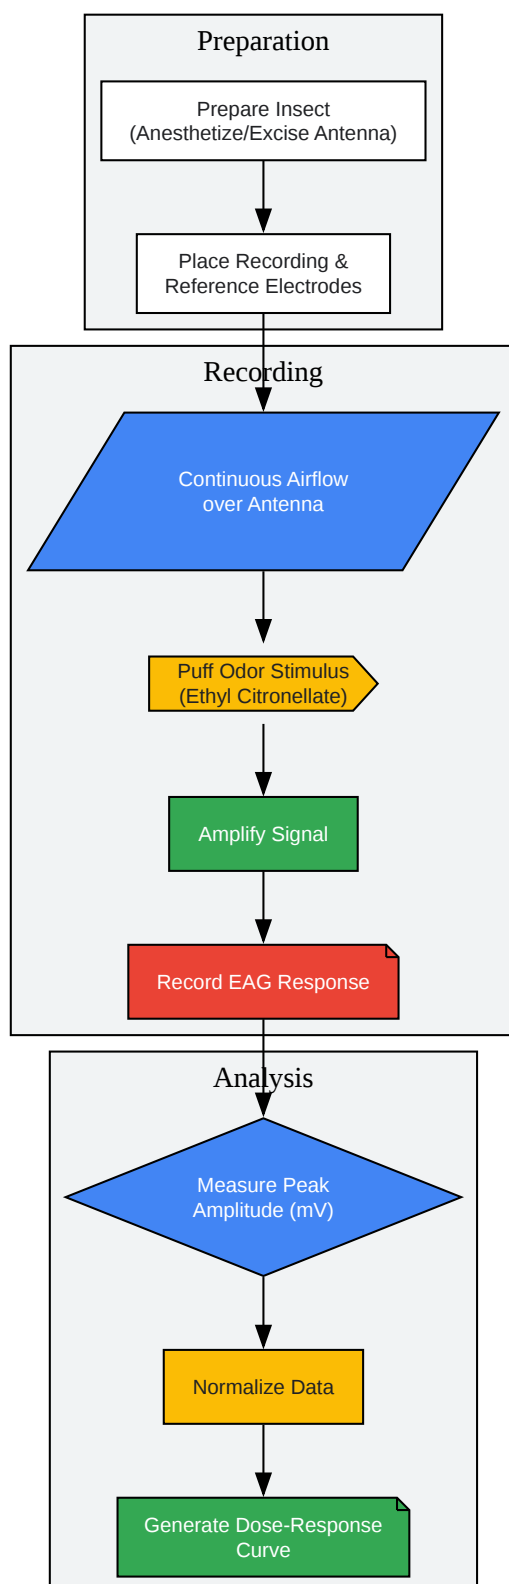 Preparation
Prepare Insect
(Anesthetize/Excise Antenna)
Place Recording &
Reference Electrodes
Recording
Continuous Airflow
over Antenna
Puff Odor Stimulus
(Ethyl Citronellate)
Amplify Signal
Record EAG Response
Analysis
Measure Peak
Amplitude (mV)
Normalize Data
Generate Dose-Response
Curve